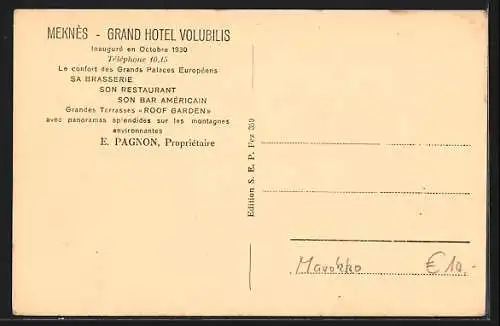 MEKNÈS - GRAND HOTEL VOLUBILIS
Inauguré en Octobre 1930
Téléphone 10.15
Le confort des Grands Palaces Européens
SA BRASSERIE
SON RESTAURANT
SON BAR AMÉRICAIN
Grandes Terrasses «ROOF GARDEN»
avec panoramas splendides sur les montagnes
environnantes
E. PAGNON, Propriétaire
Edition S. E. P. Fez 359
Marokko €10.-